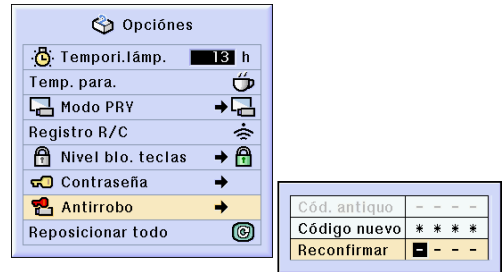 Opciónes
Tempori.lámp. 13 h
Temp. para.
Modo PRY
Registro R/C
Nivel blo. teclas
Contraseña
Antirrobo
Reposicionar todo
Cód. antiquo - - - -
Código nuevo * * * *
Reconfirmar - - - -